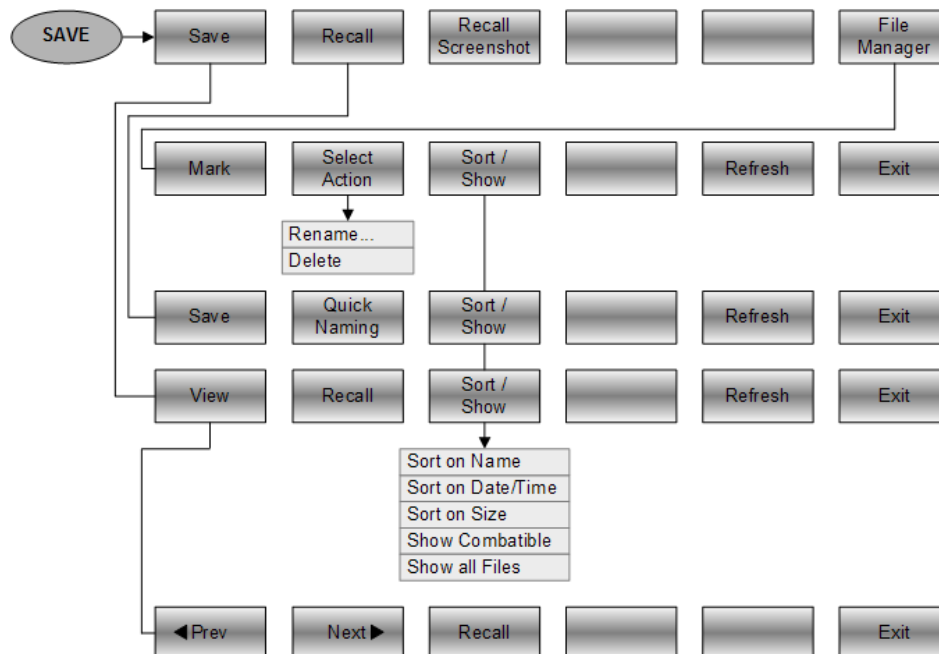 SAVE
Save
Recall
Recall
Screenshot
File
Manager
Mark
Select
Action
Sort /
Show
Refresh
Exit
Rename...
Delete
Save
Quick
Naming
Sort /
Show
Refresh
Exit
View
Recall
Sort /
Show
Refresh
Exit
Sort on Name
Sort on Date/Time
Sort on Size
Show Combatible
Show all Files
◀ Prev
Next ▶
Recall
Exit